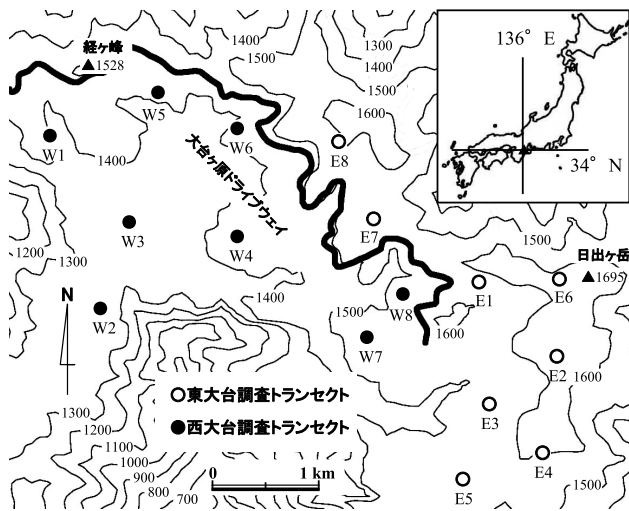 経ヶ峰
1528
1400
1500
1300
1400
1500
1600
136° E
34° N
W5
W6
W1
1400
E8
大台ヶ原ドライブウェイ
1200
1300
W3
W4
E7
1500
日出ヶ岳
1695
N
1400
E1
E6
W2
1500
W8
1600
W7
E2
1600
○東大台調査トランセクト
●西大台調査トランセクト
E3
1300
1200
1100
1000
900
800
700
0
1 km
E4
E5
1500